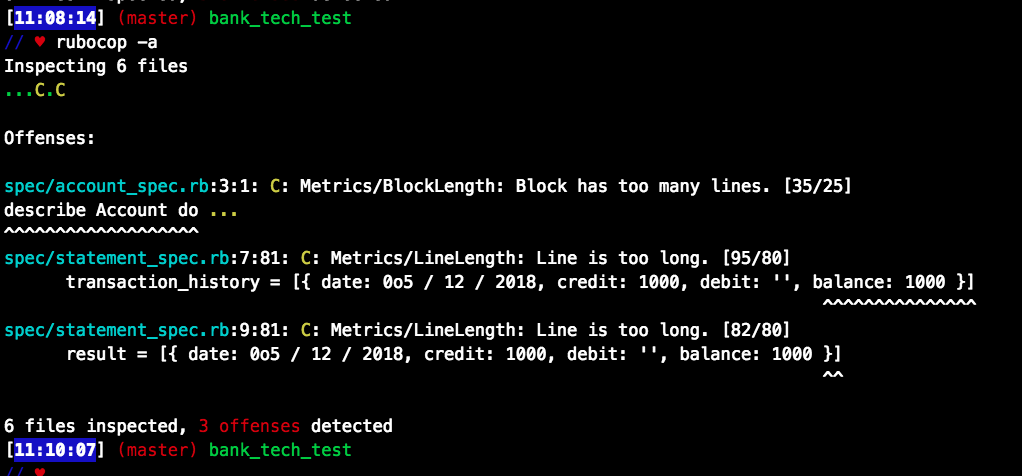 [11:08:14] (master) bank_tech_test
// ♥ rubocop -a
Inspecting 6 files
...C.C
Offenses:
spec/account_spec.rb:3:1: C: Metrics/BlockLength: Block has too many lines. [35/25]
describe Account do ...
^^^^^^^^^^^^^^^^^^^
spec/statement_spec.rb:7:81: C: Metrics/LineLength: Line is too long. [95/80]
transaction_history = [{ date: 0o5 / 12 / 2018, credit: 1000, debit: '', balance: 1000 }]
^^^^^^^^^^^^^^^
spec/statement_spec.rb:9:81: C: Metrics/LineLength: Line is too long. [82/80]
result = [{ date: 0o5 / 12 / 2018, credit: 1000, debit: '', balance: 1000 }]
^^
6 files inspected, 3 offenses detected
[11:10:07] (master) bank_tech_test
// ♥